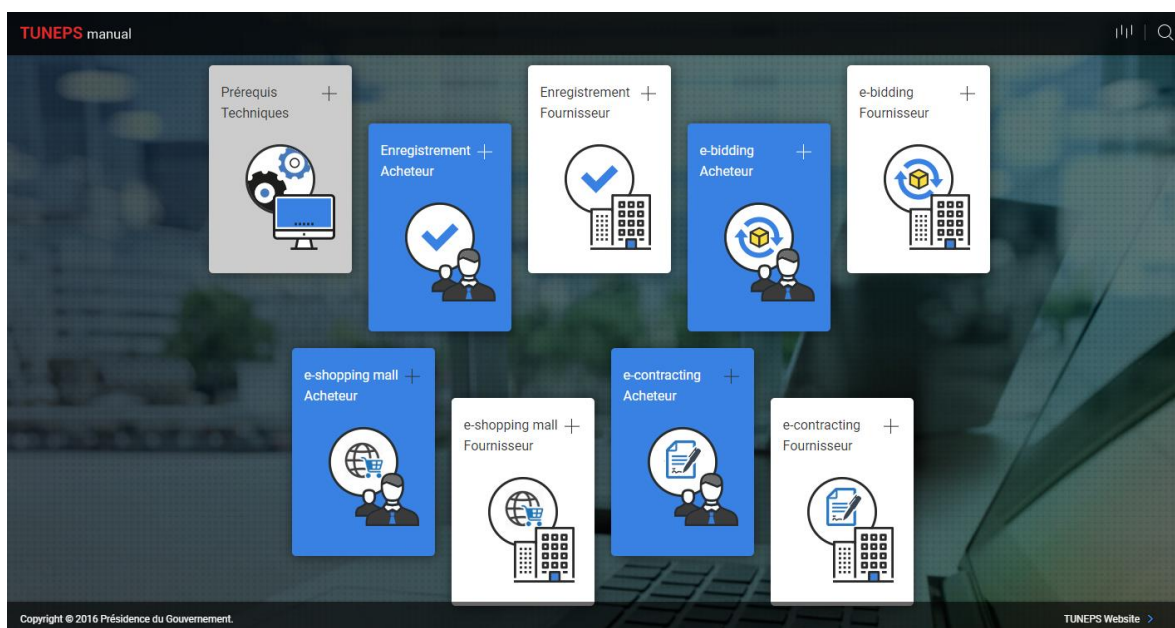 TUNEPS manual
Prérequis
Techniques
Enregistrement
Acheteur
Enregistrement
Fournisseur
e-bidding
Acheteur
e-bidding
Fournisseur
e-shopping mall
Acheteur
e-shopping mall
Fournisseur
e-contracting
Acheteur
e-contracting
Fournisseur
Copyright © 2016 Présidence du Gouvernement.
TUNEPS Website >